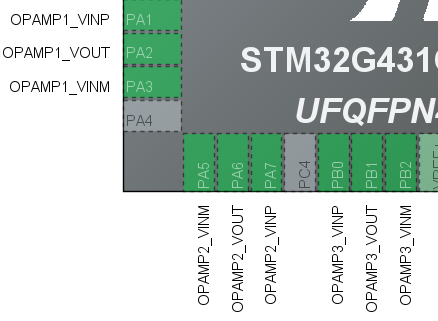 OPAMP1_VINP PA1
OPAMP1_VOUT PA2
OPAMP1_VINM PA3
PA4
STM32G431
UFQFPN
PA5 PA6 PA7 PC4 PB0 PB1 PB2
OPAMP2_VINM
OPAMP2_VOUT
OPAMP2_VINP
OPAMP3_VINP
OPAMP3_VOUT
OPAMP3_VINM